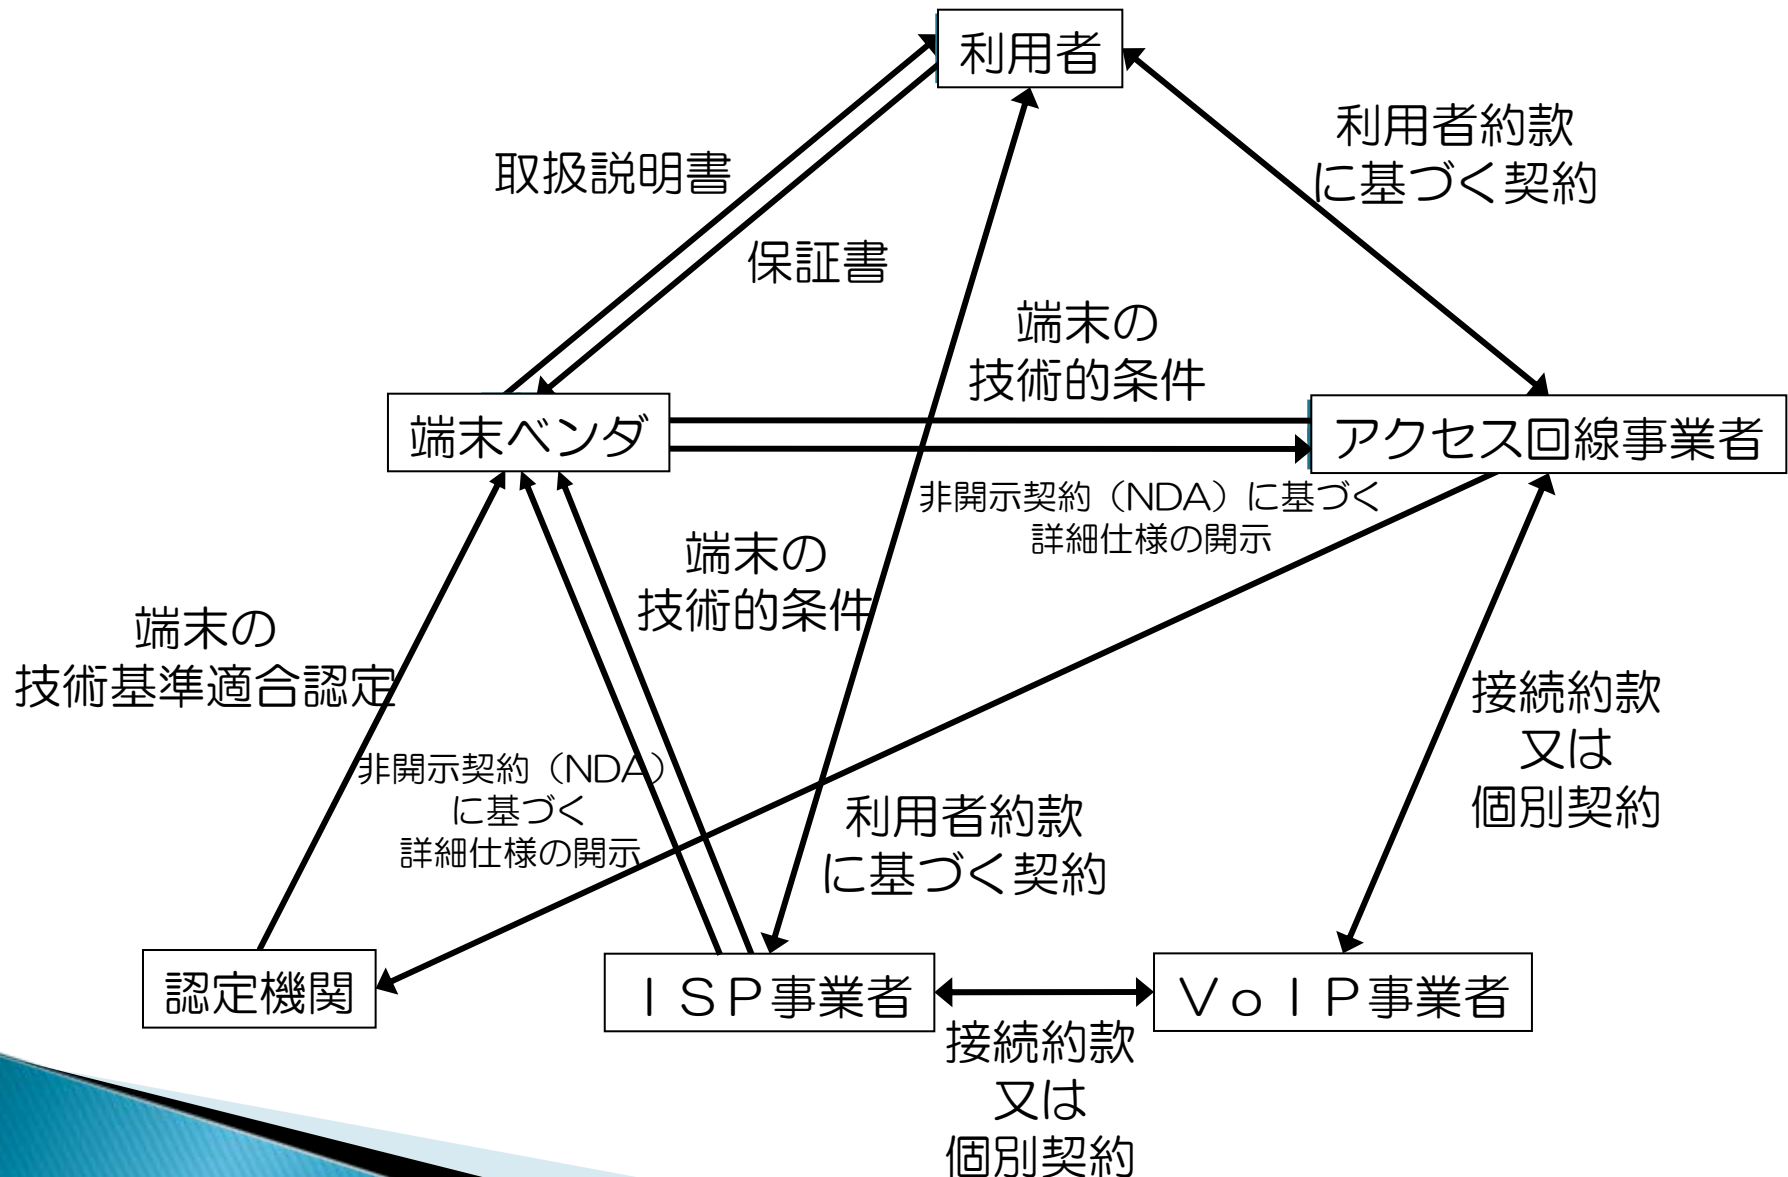 利用者
利用者約款
に基づく契約
取扱説明書
保証書
端末の
技術的条件
端末ベンダ
アクセス回線事業者
非開示契約（NDA）に基づく
詳細仕様の開示
端末の
技術的条件
端末の
技術基準適合認定
接続約款
又は
個別契約
非開示契約（NDA）
に基づく
詳細仕様の開示
利用者約款
に基づく契約
認定機関
ＩＳＰ事業者
ＶｏＩＰ事業者
接続約款
又は
個別契約